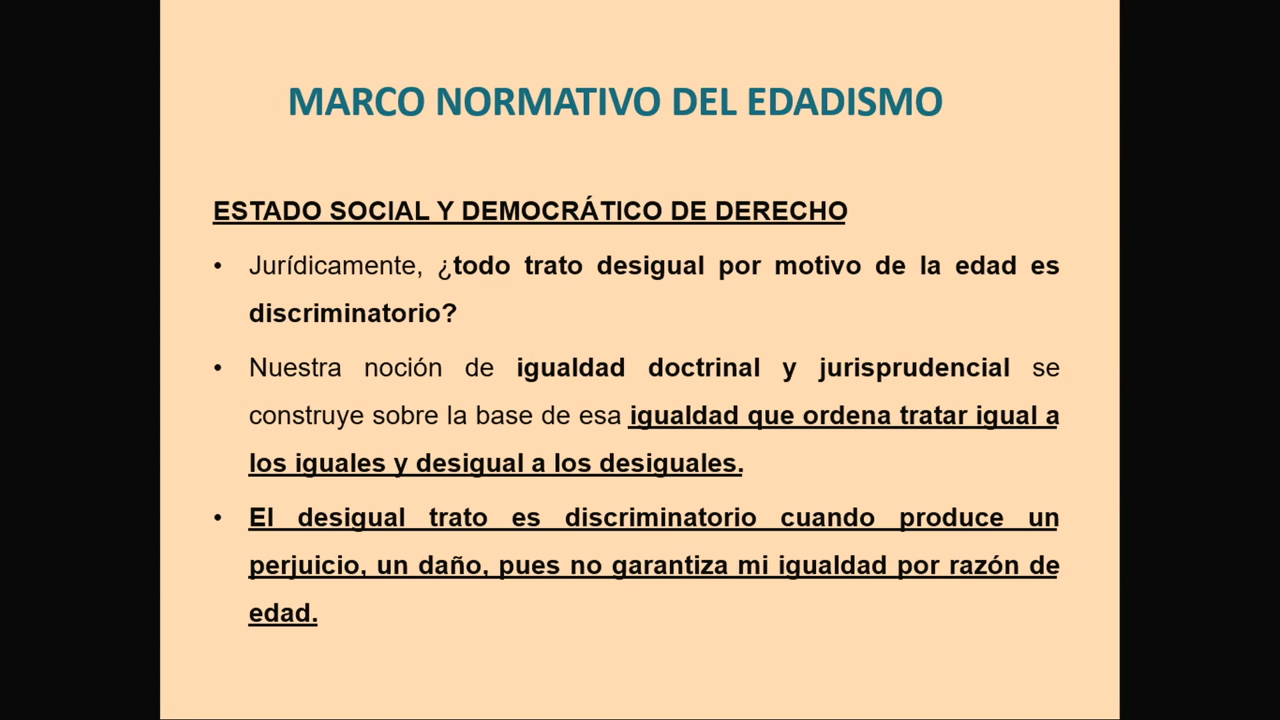 MARCO NORMATIVO DEL EDADISMO
ESTADO SOCIAL Y DEMOCRÁTICO DE DERECHO
• Jurídicamente, ¿todo trato desigual por motivo de la edad es
discriminatorio?
• Nuestra noción de igualdad doctrinal y jurisprudencial se
construye sobre la base de esa igualdad que ordena tratar igual a
los iguales y desigual a los desiguales.
• El desigual trato es discriminatorio cuando produce un
perjuicio, un daño, pues no garantiza mi igualdad por razón de
edad.